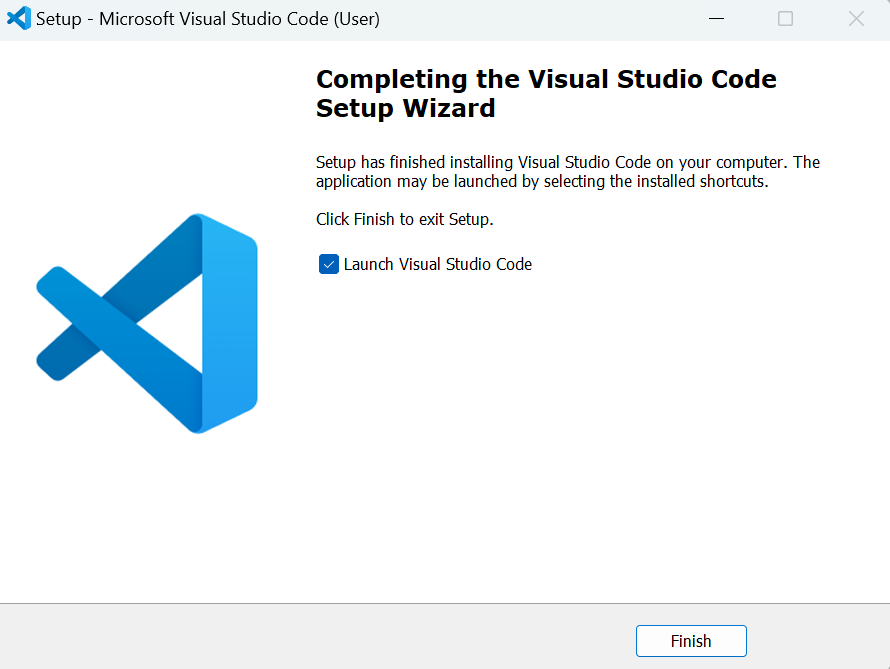 Setup - Microsoft Visual Studio Code (User)
Completing the Visual Studio Code
Setup Wizard
Setup has finished installing Visual Studio Code on your computer. The
application may be launched by selecting the installed shortcuts.
Click Finish to exit Setup.
Launch Visual Studio Code
Finish